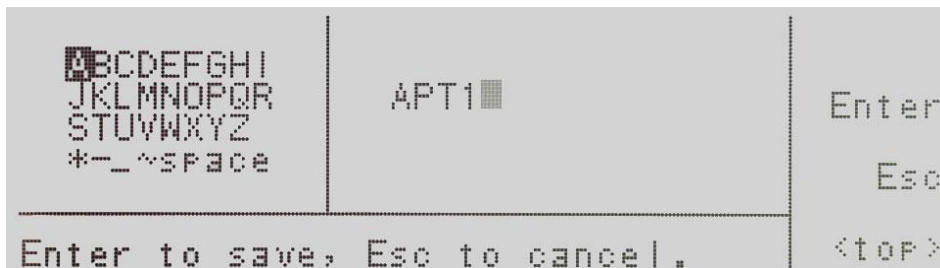 ABCDEFGHI
JKLMNOPQR
STUVWXYZ
*-_~space
APT1
Enter
Esc
<top>
Enter to save, Esc to cancel.